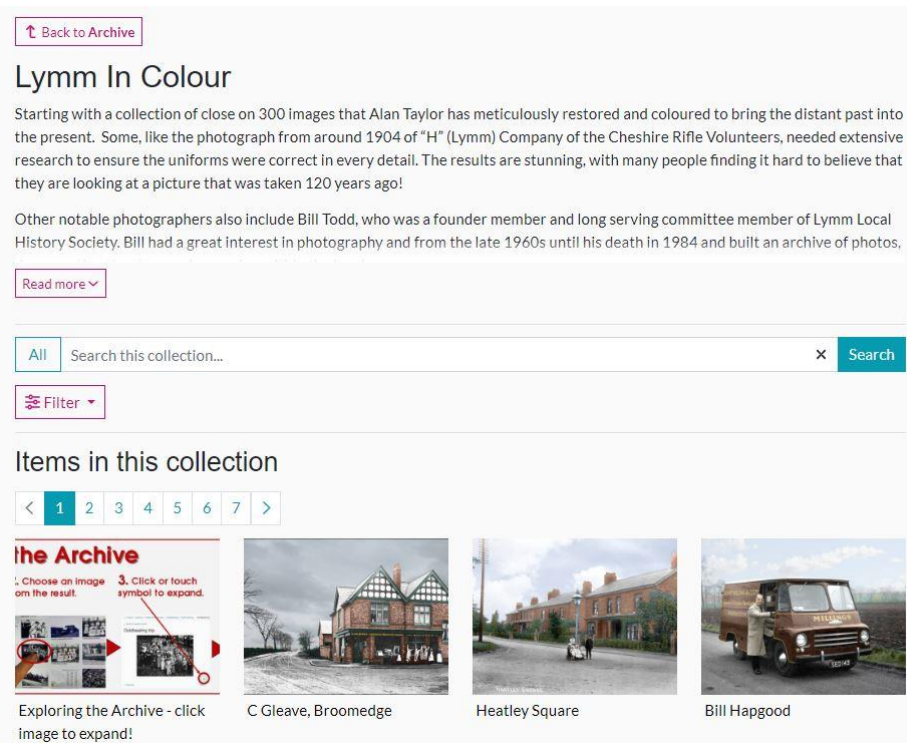 Back to Archive
Lymm In Colour
Starting with a collection of close on 300 images that Alan Taylor has meticulously restored and coloured to bring the distant past into
the present. Some, like the photograph from around 1904 of “H” (Lymm) Company of the Cheshire Rifle Volunteers, needed extensive
research to ensure the uniforms were correct in every detail. The results are stunning, with many people finding it hard to believe that
they are looking at a picture that was taken 120 years ago!
Other notable photographers also include Bill Todd, who was a founder member and long serving committee member of Lymm Local
History Society. Bill had a great interest in photography and from the late 1960s until his death in 1984 and built an archive of photos,
Read more
All Search this collection... × Search
Filter
Items in this collection
< 1 2 3 4 5 6 7 >
the Archive
. Choose an image
om the result.
3. Click or touch
symbol to expand.
HEATLEY SQUARE
MILLINGS
Exploring the Archive - click
image to expand!
C Gleave, Broomedge
Heatley Square
Bill Hapgood